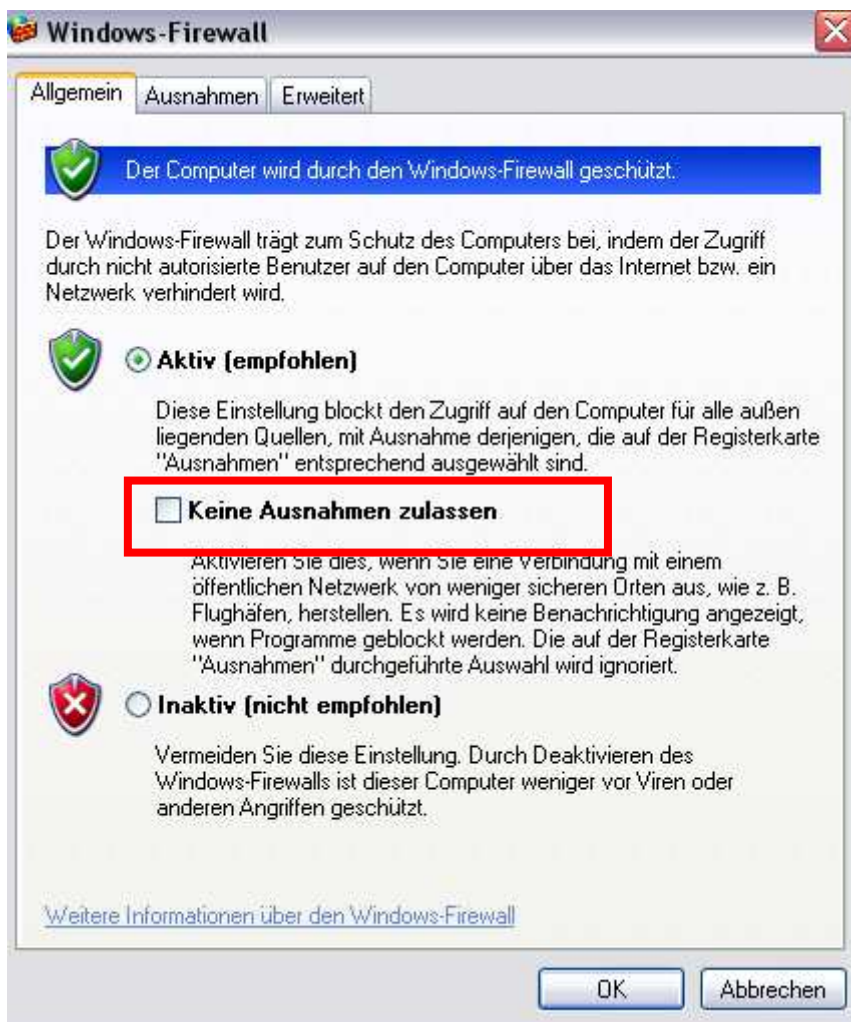 Windows-Firewall
Allgemein Ausnahmen Erweitert
Der Computer wird durch den Windows-Firewall geschützt.
Der Windows-Firewall trägt zum Schutz des Computers bei, indem der Zugriff
durch nicht autorisierte Benutzer auf den Computer über das Internet bzw. ein
Netzwerk verhindert wird.
Aktiv (empfohlen)
Diese Einstellung blockt den Zugriff auf den Computer für alle außen
liegenden Quellen, mit Ausnahme derjenigen, die auf der Registerkarte
"Ausnahmen" entsprechend ausgewählt sind.
Keine Ausnahmen zulassen
Aktivieren Sie dies, wenn Sie eine Verbindung mit einem
öffentlichen Netzwerk von weniger sicheren Orten aus, wie z. B.
Flughäfen, herstellen. Es wird keine Benachrichtigung angezeigt,
wenn Programme geblockt werden. Die auf der Registerkarte
"Ausnahmen" durchgeführte Auswahl wird ignoriert.
Inaktiv (nicht empfohlen)
Vermeiden Sie diese Einstellung. Durch Deaktivieren des
Windows-Firewalls ist dieser Computer weniger vor Viren oder
anderen Angriffen geschützt.
Weitere Informationen über den Windows-Firewall
OK Abbrechen